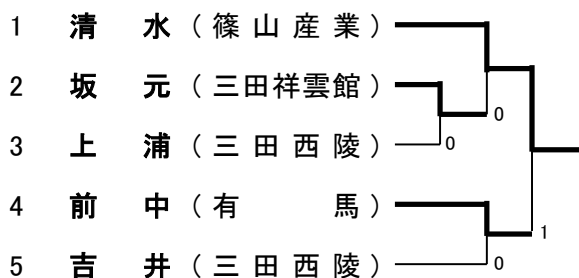 1 清水(篠山産業)
2 坂元(三田祥雲館)
0
3 上浦(三田西陵)
0
4 前中(有馬)
1
5 吉井(三田西陵)
0